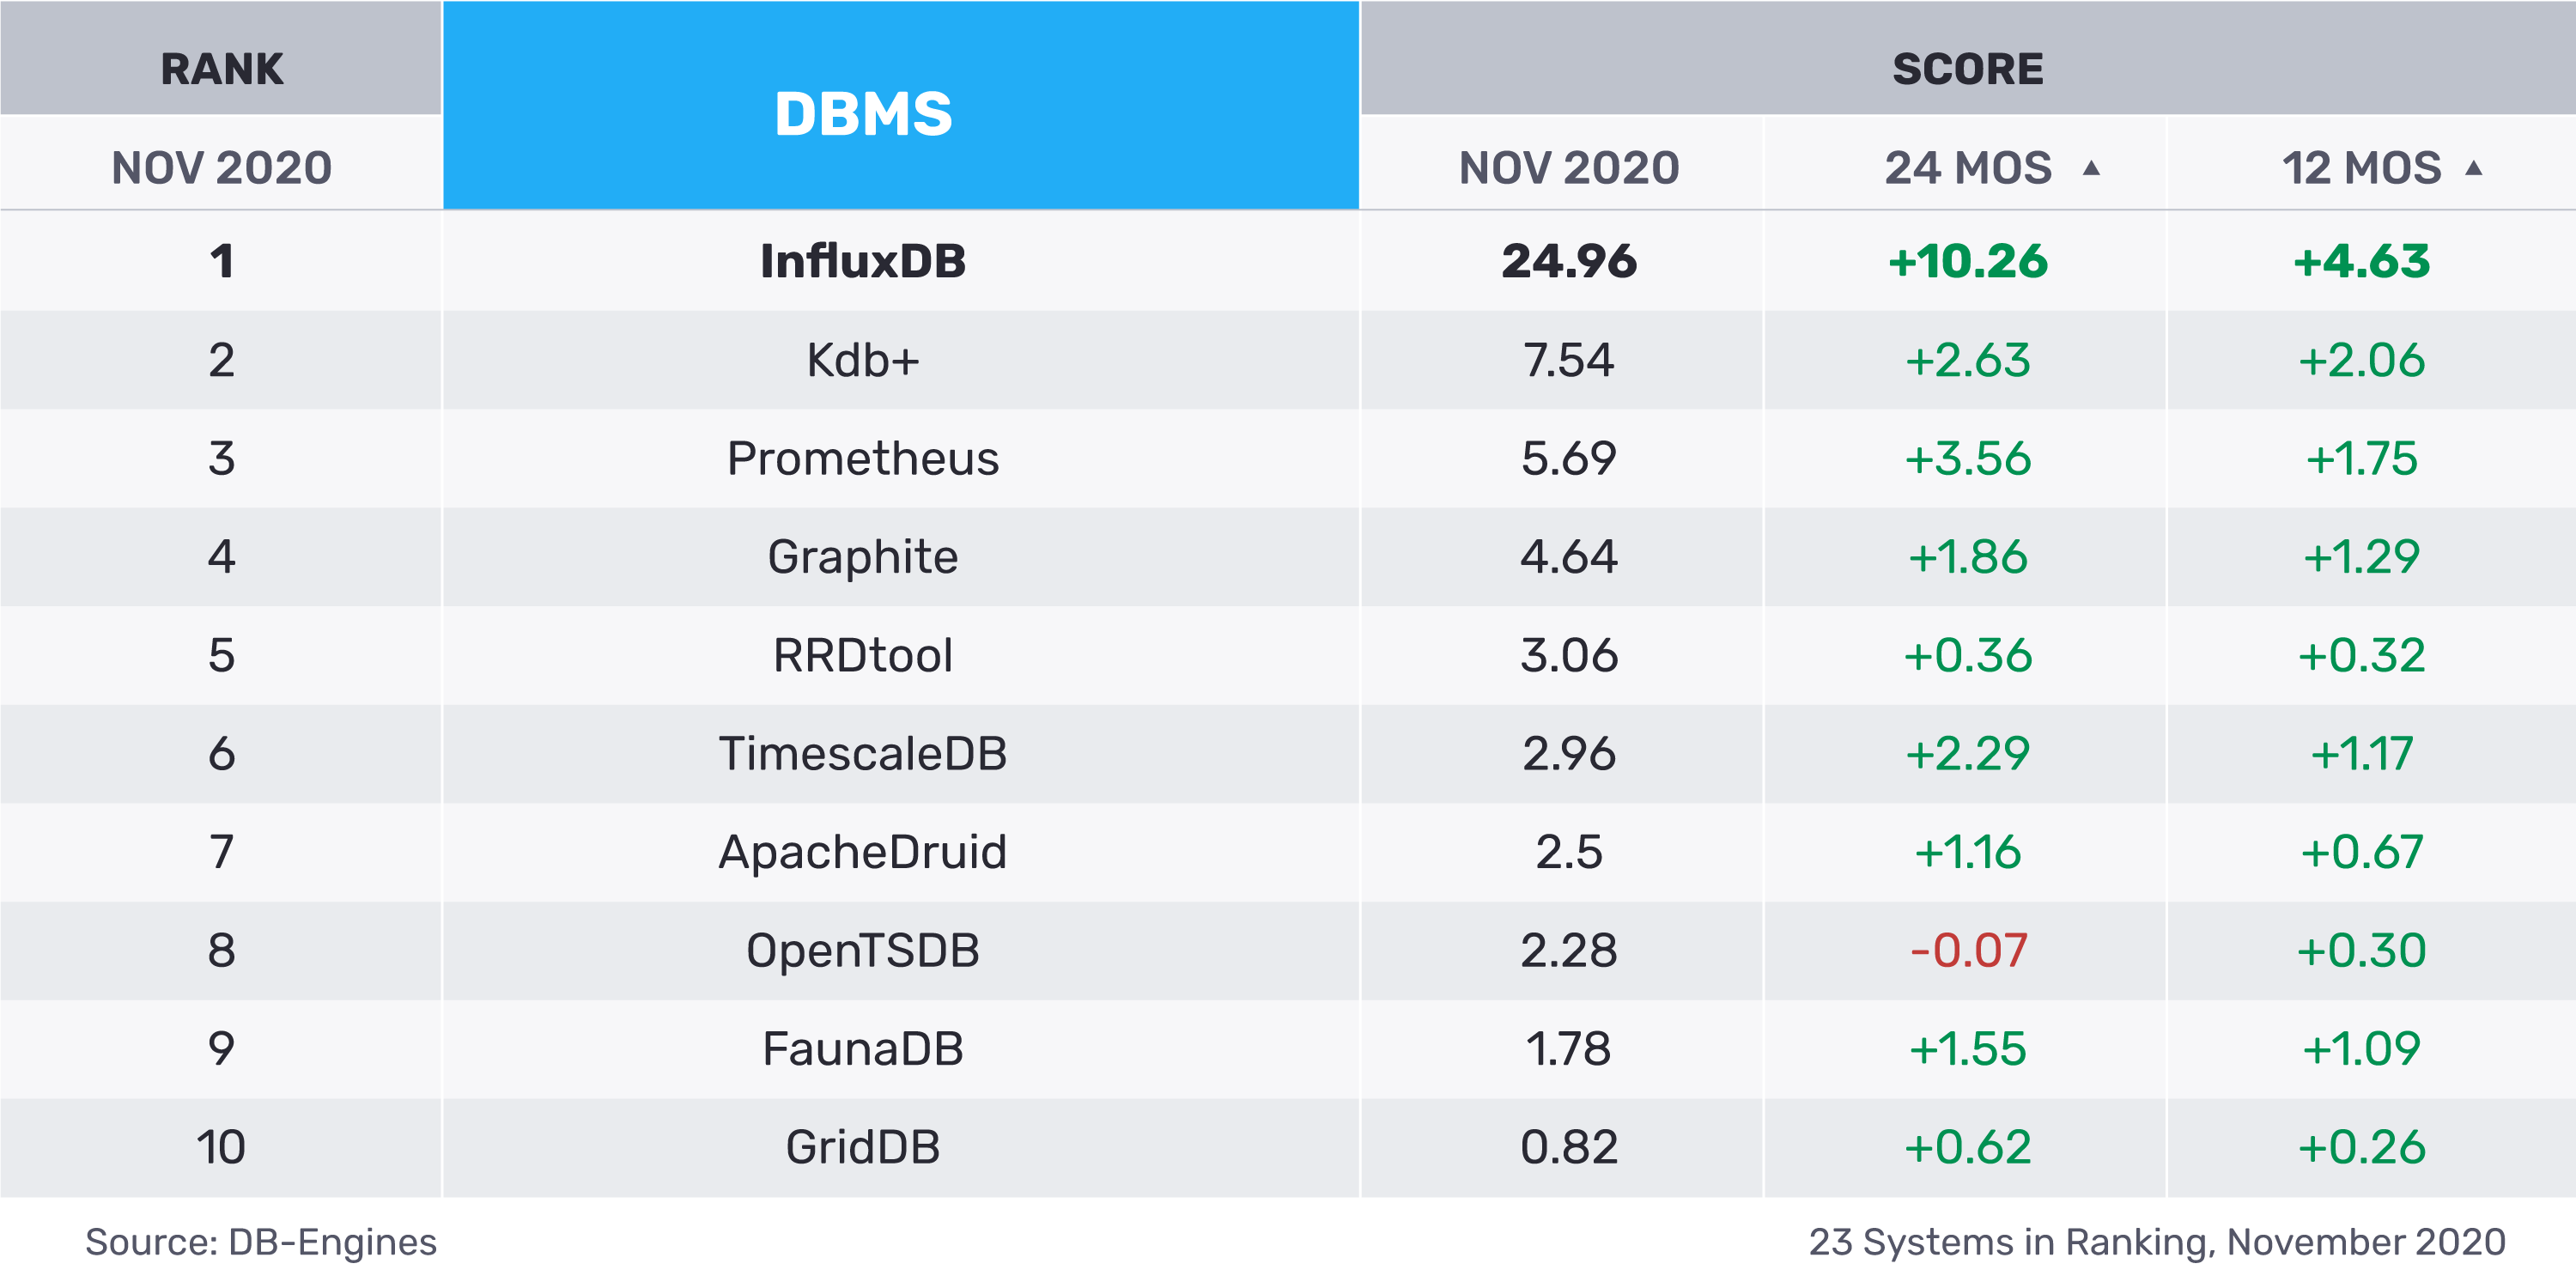 RANK DBMS SCORE
NOV 2020 NOV 2020 24 MOS ▲ 12 MOS ▲
1 InfluxDB 24.96 +10.26 +4.63
2 Kdb+ 7.54 +2.63 +2.06
3 Prometheus 5.69 +3.56 +1.75
4 Graphite 4.64 +1.86 +1.29
5 RRDtool 3.06 +0.36 +0.32
6 TimescaleDB 2.96 +2.29 +1.17
7 ApacheDruid 2.5 +1.16 +0.67
8 OpenTSDB 2.28 -0.07 +0.30
9 FaunaDB 1.78 +1.55 +1.09
10 GridDB 0.82 +0.62 +0.26
Source: DB-Engines 23 Systems in Ranking, November 2020